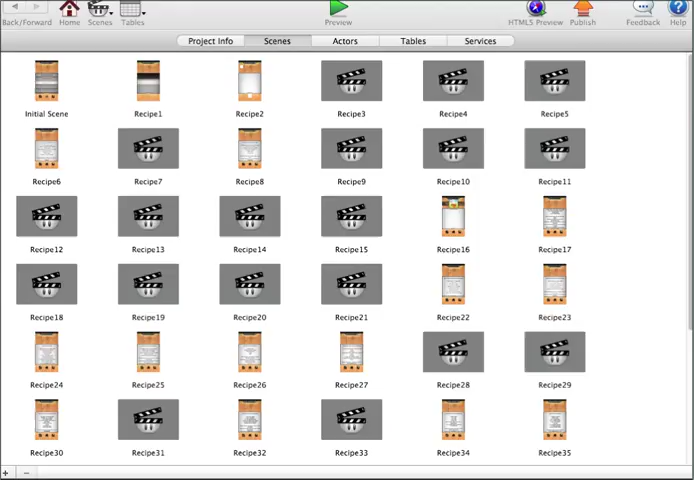 Back/Forward Home Scenes Tables Preview HTML5 Preview Publish Feedback Help
Project Info Scenes Actors Tables Services
Initial Scene Recipe1 Recipe2 Recipe3 Recipe4 Recipe5
Recipe6 Recipe7 Recipe8 Recipe9 Recipe10 Recipe11
Recipe12 Recipe13 Recipe14 Recipe15 Recipe16 Recipe17
Recipe18 Recipe19 Recipe20 Recipe21 Recipe22 Recipe23
Recipe24 Recipe25 Recipe26 Recipe27 Recipe28 Recipe29
Recipe30 Recipe31 Recipe32 Recipe33 Recipe34 Recipe35